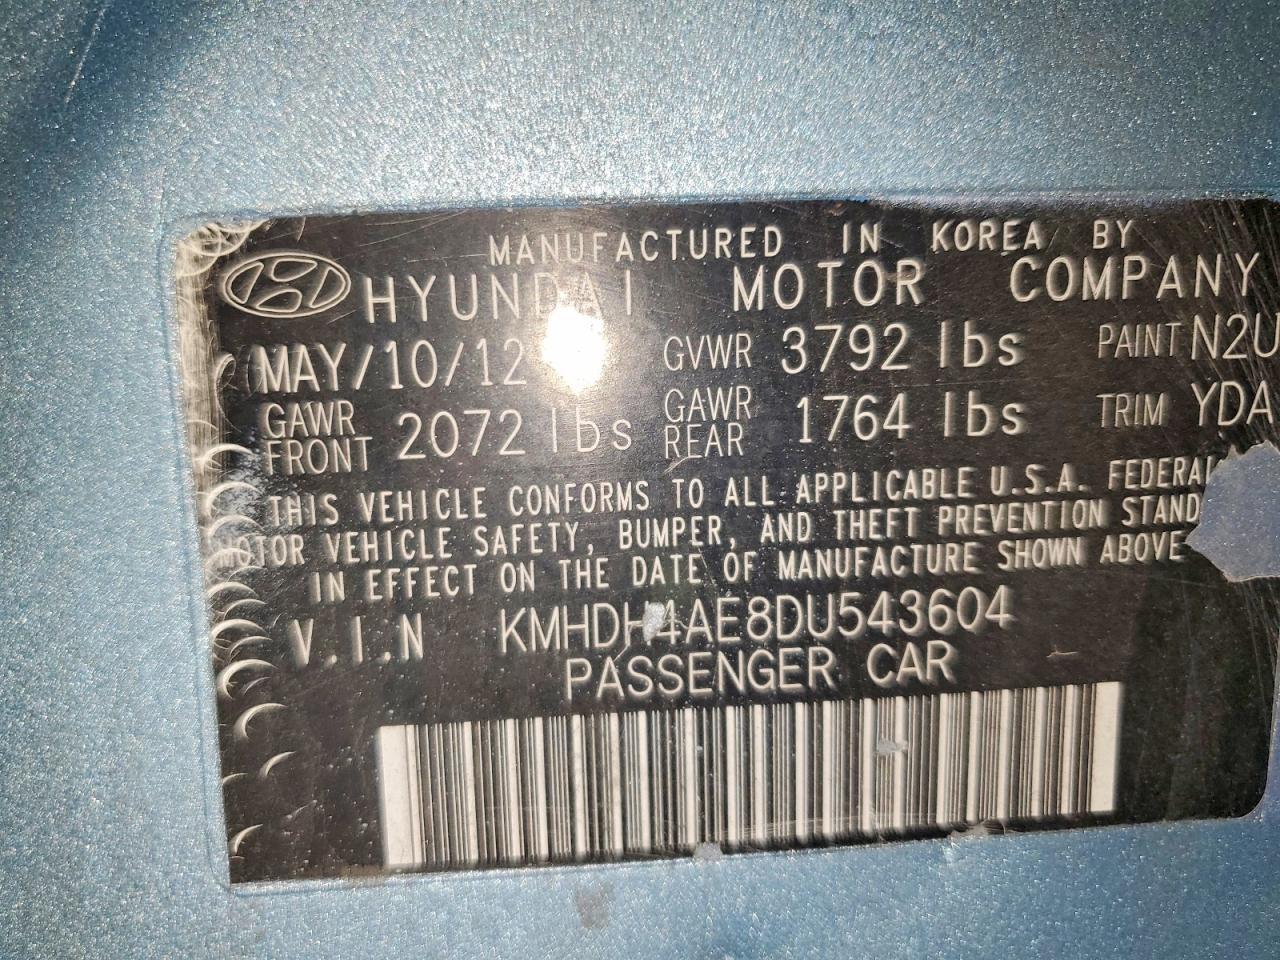 MANUFACTURED IN KOREA BY
HYUNDAI MOTOR COMPANY
MAY/10/12 GVWR 3792 lbs PAINT N2U
GAWR FRONT 2072 lbs GAWR REAR 1764 lbs TRIM YDA
THIS VEHICLE CONFORMS TO ALL APPLICABLE U.S.A. FEDERAL
MOTOR VEHICLE SAFETY, BUMPER, AND THEFT PREVENTION STAND
IN EFFECT ON THE DATE OF MANUFACTURE SHOWN ABOVE
V.I.N KMHDH4AE8DU543604
PASSENGER CAR